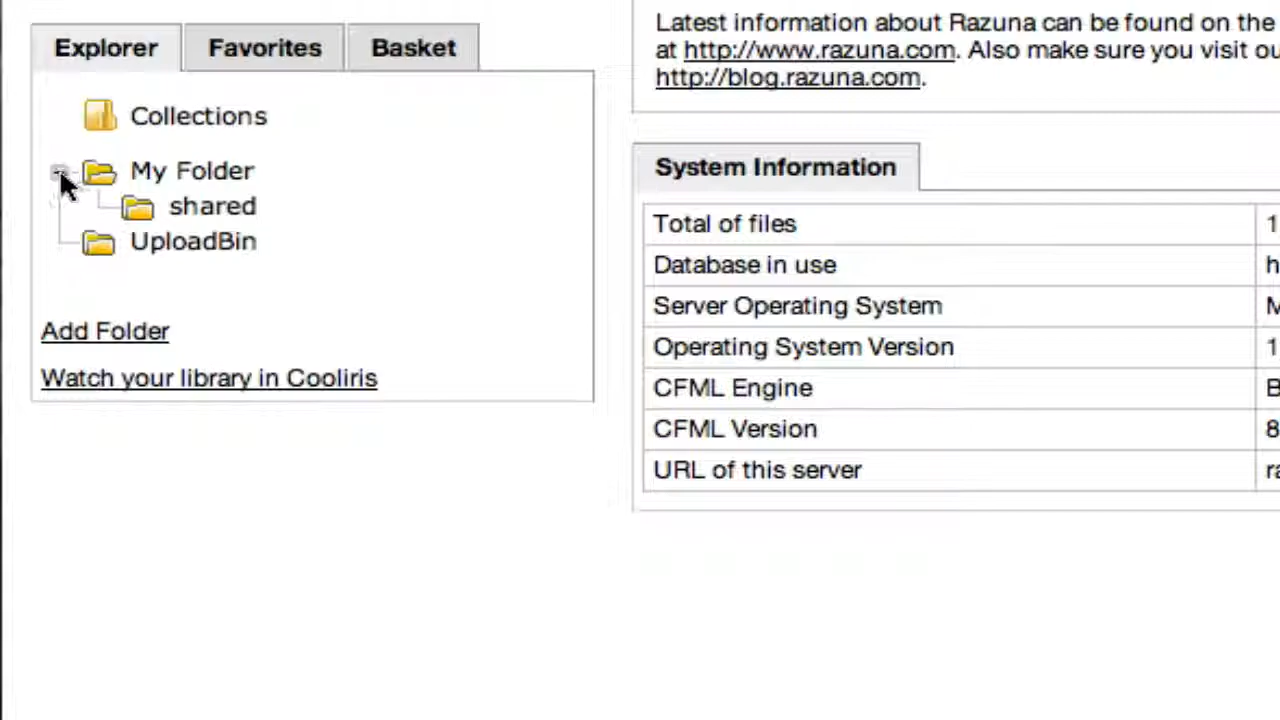 Explorer
Favorites
Basket
Collections
My Folder
shared
UploadBin
Add Folder
Watch your library in Cooliris
Latest information about Razuna can be found on the
at http://www.razuna.com. Also make sure you visit
http://blog.razuna.com.
System Information
Total of files
Database in use
Server Operating System
Operating System Version
CFML Engine
CFML Version
8
URL of this server